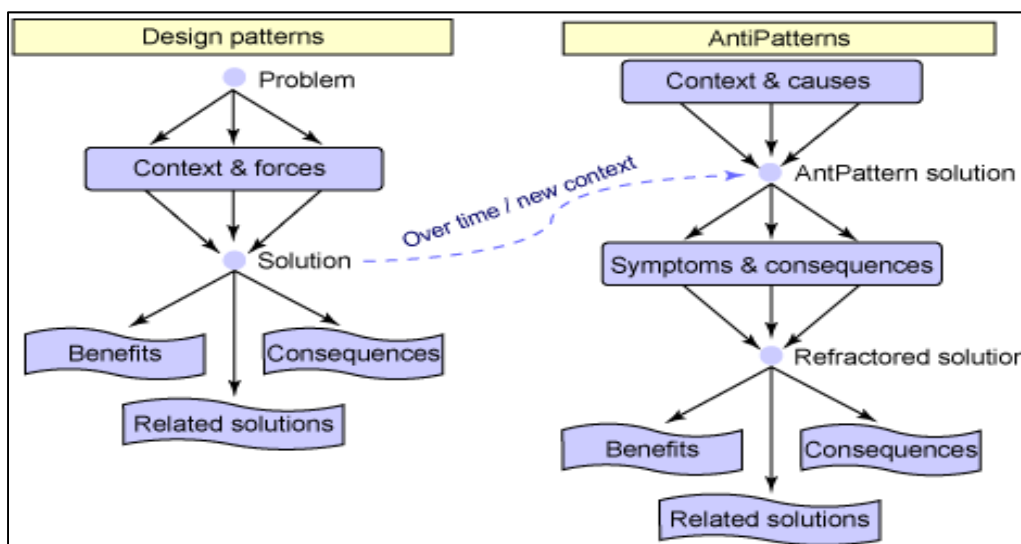 Design patterns
Problem
Context & forces
Solution
Benefits
Consequences
Related solutions
Over time / new context
AntiPatterns
Context & causes
AntPattern solution
Symptoms & consequences
Refractored solution
Benefits
Consequences
Related solutions